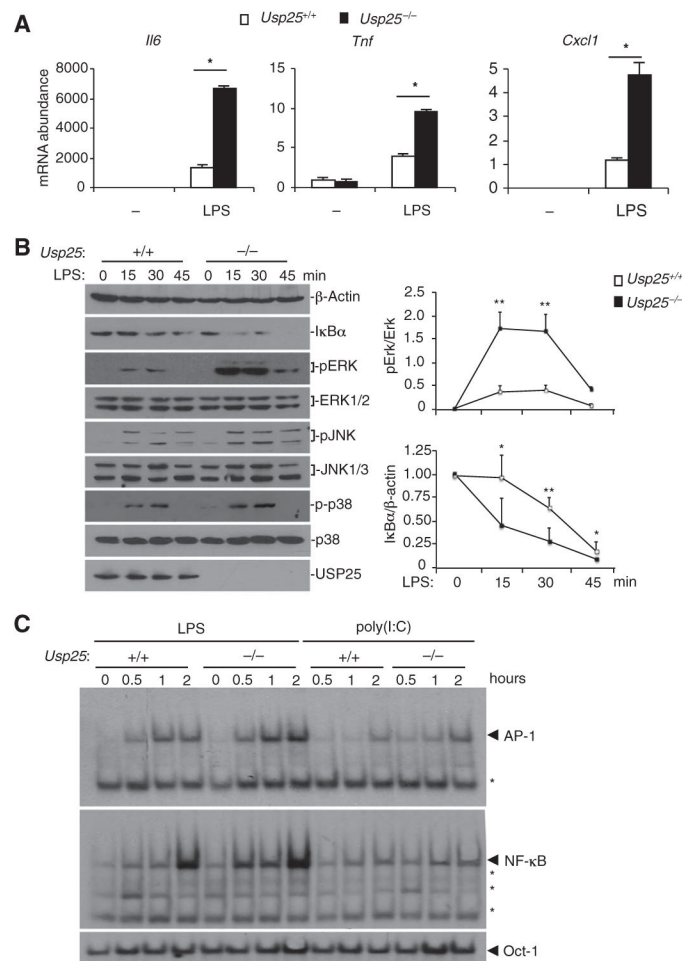 A
Usp25+/+ Usp25–/–
Il6 Tnf Cxcl1
mRNA abundance
8000 6000 4000 2000 0
15 10 5 0
5 4 3 2 1 0
* * *
– LPS – LPS – LPS
B
Usp25: +/+ –/–
LPS: 0 15 30 45 0 15 30 45 min
β-Actin
IκBα
pERK
ERK1/2
pJNK
JNK1/3
p-p38
p38
USP25
Usp25+/+
Usp25–/–
pErk/Erk
2.5
2.0
1.5
1.0
0.5
0
** **
IκBα/β-actin
1.25
1.00
0.75
0.50
0.25
0
* ** *
LPS: 0 15 30 45 min
C
LPS poly(I:C)
Usp25: +/+ –/– +/+ –/–
0 0.5 1 2 0 0.5 1 2 0.5 1 2 0.5 1 2 hours
AP-1
*
NF-κB
*
*
*
Oct-1